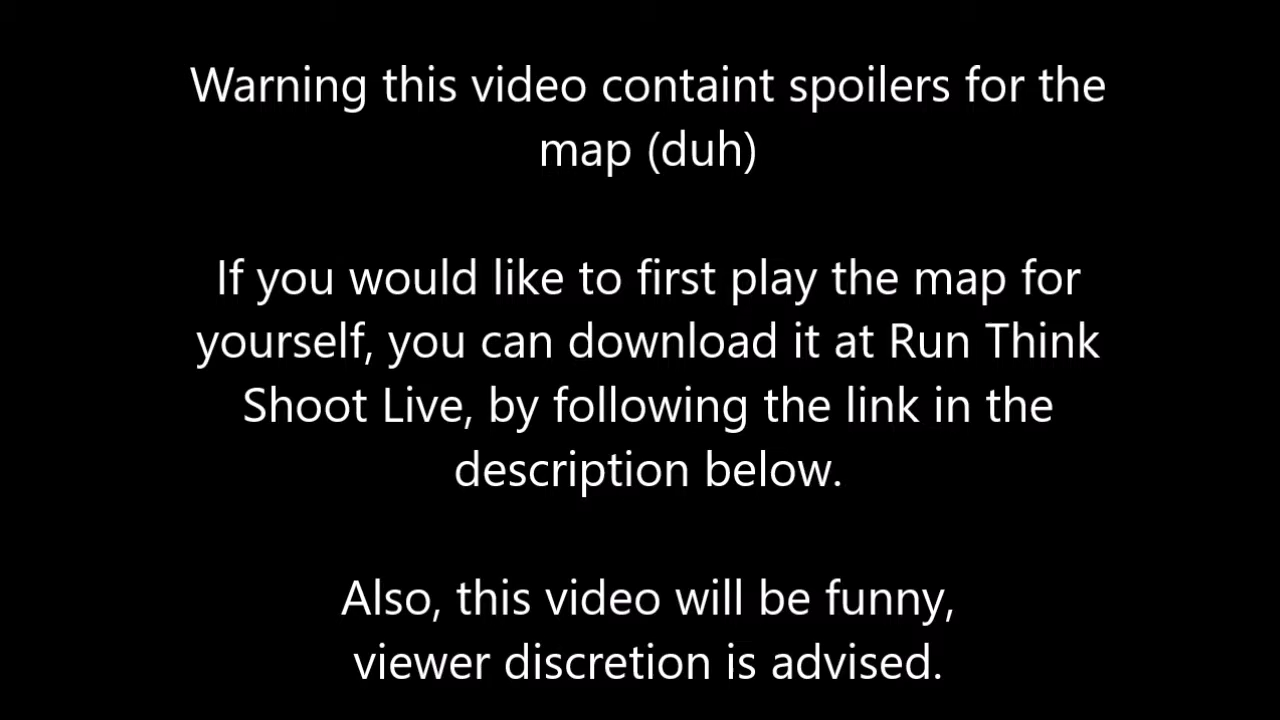 Warning this video containt spoilers for the
map (duh)
If you would like to first play the map for
yourself, you can download it at Run Think
Shoot Live, by following the link in the
description below.
Also, this video will be funny,
viewer discretion is advised.